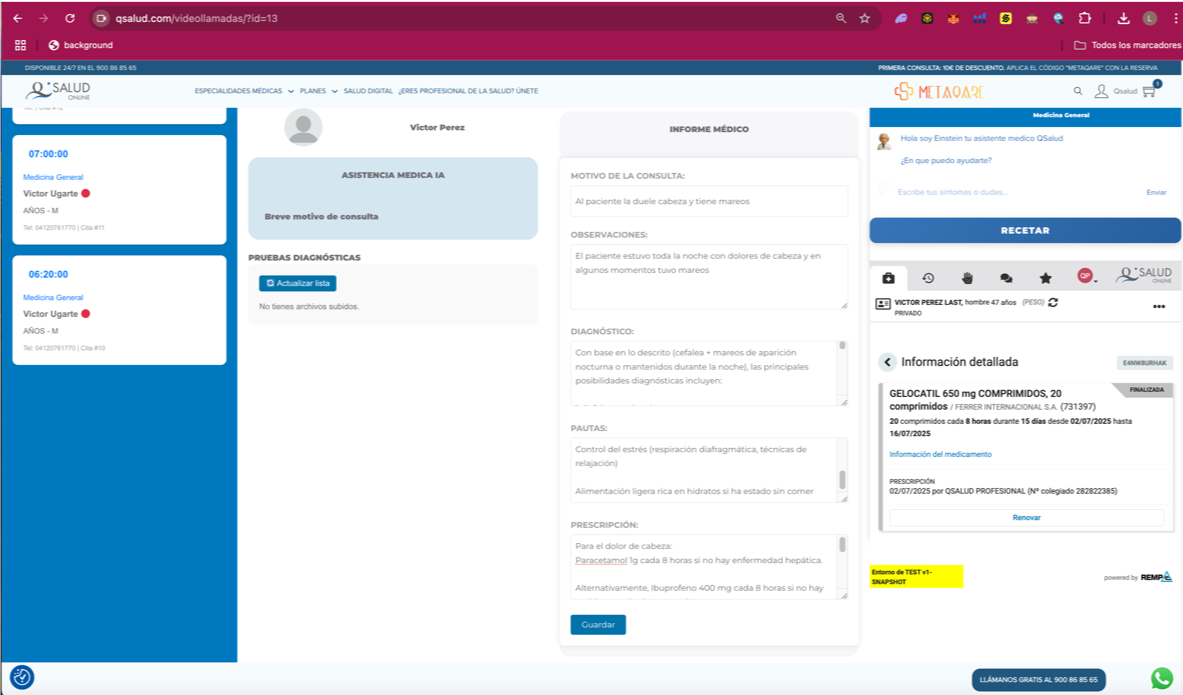 qsalud.com/videollamadas/?id=13
background
Todos los marcadores
DISPONIBLE 24/7 EN EL 900 86 85 65
PRIMERA CONSULTA: 10€ DE DESCUENTO. APLICA EL CÓDIGO "METAQARE" CON LA RESERVA
QSALUD
ONLINE
ESPECIALIDADES MÉDICAS
PLANES
SALUD DIGITAL
¿ERES PROFESIONAL DE LA SALUD? ÚNETE
METAQARE
Qsalud
1
07:00:00
Medicina General
Victor Ugarte
AÑOS - M
Tel: 04120761770 | Cita #11
06:20:00
Medicina General
Victor Ugarte
AÑOS - M
Tel: 04120761770 | Cita #10
Victor Perez
ASISTENCIA MEDICA IA
Breve motivo de consulta
PRUEBAS DIAGNÓSTICAS
Actualizar lista
No tienes archivos subidos.
INFORME MÉDICO
MOTIVO DE LA CONSULTA:
Al paciente la duele cabeza y tiene mareos
OBSERVACIONES:
El paciente estuvo toda la noche con dolores de cabeza y en
algunos momentos tuvo mareos
DIAGNÓSTICO:
Con base en lo descrito (cefalea + mareos de aparición
nocturna o mantenidos durante la noche), las principales
posibilidades diagnósticas incluyen:
PAUTAS:
Control del estrés (respiración diafragmática, técnicas de
relajación)
Alimentación ligera rica en hidratos si ha estado sin comer
PRESCRIPCIÓN:
Para el dolor de cabeza:
Paracetamol 1g cada 8 horas si no hay enfermedad hepática.
Alternativamente, Ibuprofeno 400 mg cada 8 horas si no hay
Guardar
Medicina General
Hola soy Einstein tu asistente medico QSalud
¿En que puedo ayudarte?
Escribe tus sintomas o dudas...
Enviar
RECETAR
QP
QSALUD
ONLINE
VICTOR PEREZ LAST, hombre 47 años (PESO)
PRIVADO
Información detallada
E4NWBURHAK
FINALIZADA
GELOCATIL 650 mg COMPRIMIDOS, 20
comprimidos / FERRER INTERNACIONAL S.A. (731397)
20 comprimidos cada 8 horas durante 15 días desde 02/07/2025 hasta
16/07/2025
Información del medicamento
PRESCRIPCIÓN
02/07/2025 por QSALUD PROFESIONAL (Nº colegiado 282822385)
Renovar
Entorno de TEST v1-
SNAPSHOT
powered by REMPe
LLÁMANOS GRATIS AL 900 86 85 65